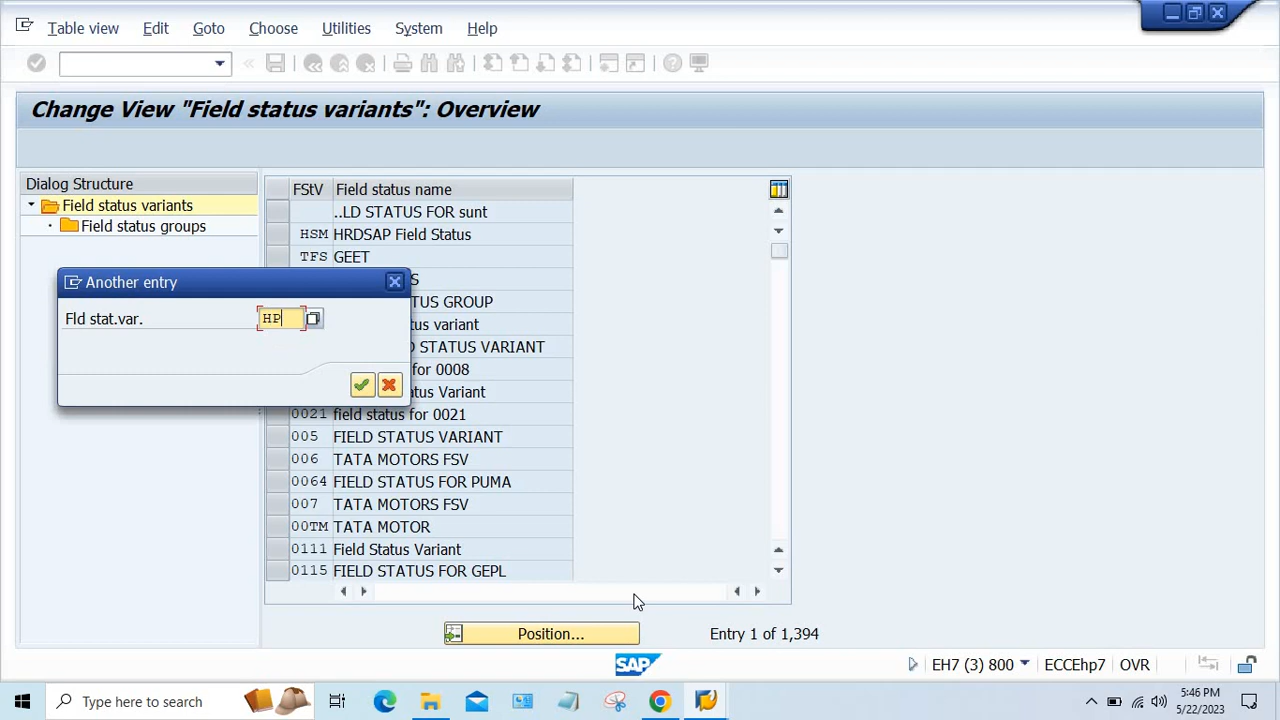 Table view Edit Goto Choose Utilities System Help
Change View "Field status variants": Overview
Dialog Structure
Field status variants
Field status groups
FStV Field status name
..LD STATUS FOR sunt
HSM HRDSAP Field Status
TFS GEET
S
TUS GROUP
tus variant
STATUS VARIANT
for 0008
atus Variant
0021 field status for 0021
005 FIELD STATUS VARIANT
006 TATA MOTORS FSV
0064 FIELD STATUS FOR PUMA
007 TATA MOTORS FSV
00TM TATA MOTOR
0111 Field Status Variant
0115 FIELD STATUS FOR GEPL
Another entry
Fld stat.var. HP
Position... Entry 1 of 1,394
SAP EH7 (3) 800 ECCEhp7 OVR
Type here to search
5:46 PM
5/22/2023